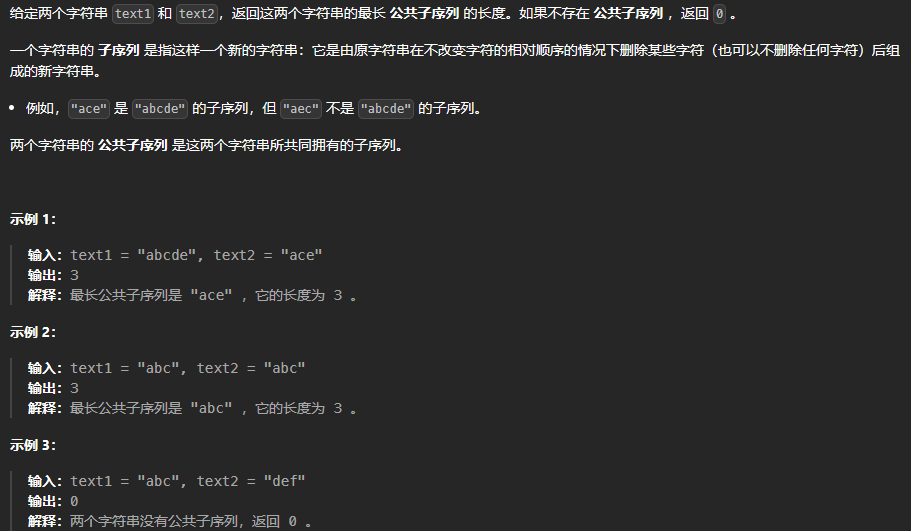 给定两个字符串 text1 和 text2，返回这两个字符串的最长 公共子序列 的长度。如果不存在 公共子序列 ，返回 0 。
一个字符串的 子序列 是指这样一个新的字符串：它是由原字符串在不改变字符的相对顺序的情况下删除某些字符（也可以不删除任何字符）后组
成的新字符串。
• 例如，"ace" 是 "abcde" 的子序列，但 "aec" 不是 "abcde" 的子序列。
两个字符串的 公共子序列 是这两个字符串所共同拥有的子序列。
示例 1：
输入：text1 = "abcde", text2 = "ace"
输出：3
解释：最长公共子序列是 "ace" ，它的长度为 3 。
示例 2：
输入：text1 = "abc", text2 = "abc"
输出：3
解释：最长公共子序列是 "abc" ，它的长度为 3 。
示例 3：
输入：text1 = "abc", text2 = "def"
输出：0
解释：两个字符串没有公共子序列，返回 0 。